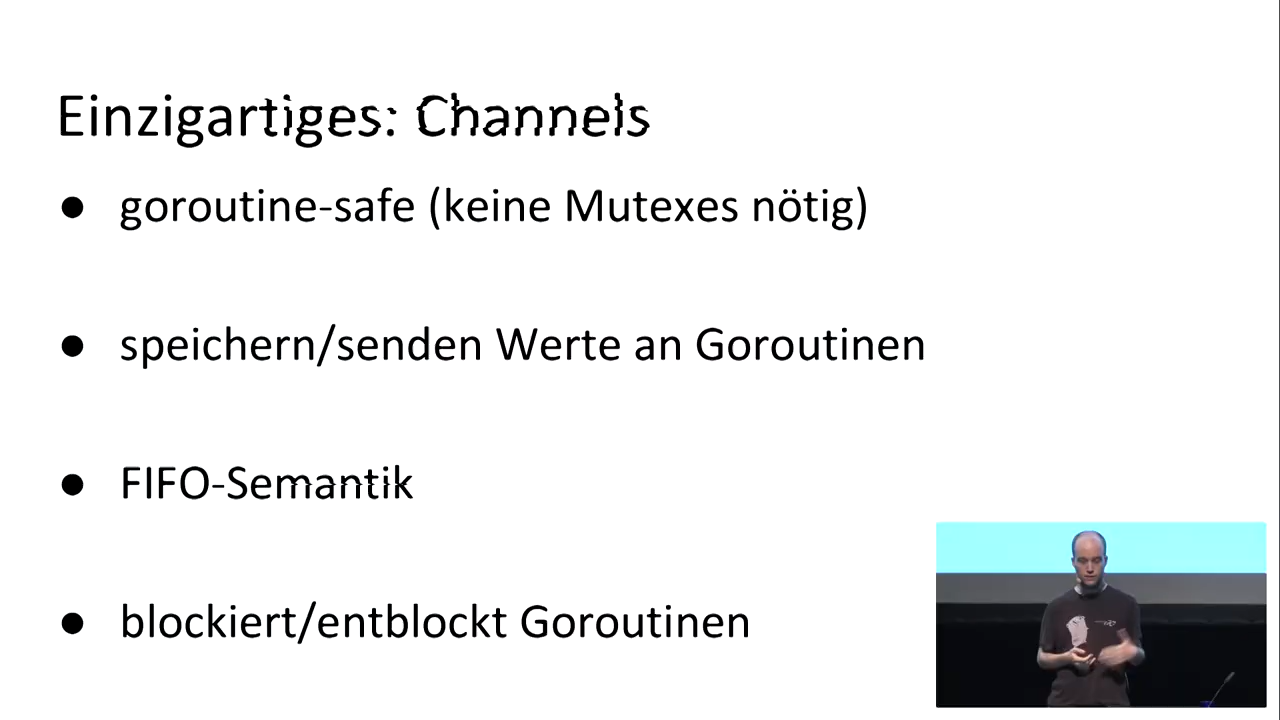 Einzigartiges: Channels
● goroutine-safe (keine Mutexes nötig)
● speichern/senden Werte an Goroutinen
● FIFO-Semantik
● blockiert/entblockt Goroutinen